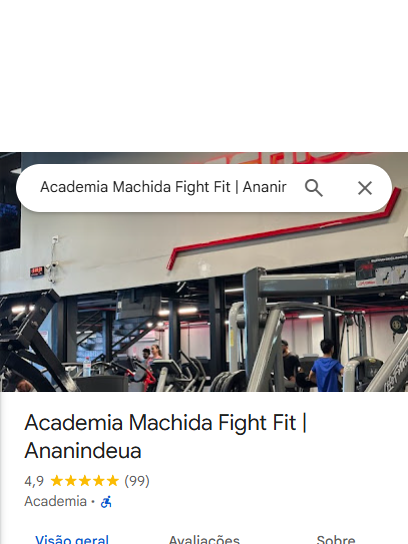 Academia Machida Fight Fit | Ananir
Academia Machida Fight Fit |
Ananindeua
4,9 ★★★★★ (99)
Academia ·
Visão geral Avaliações Sobre